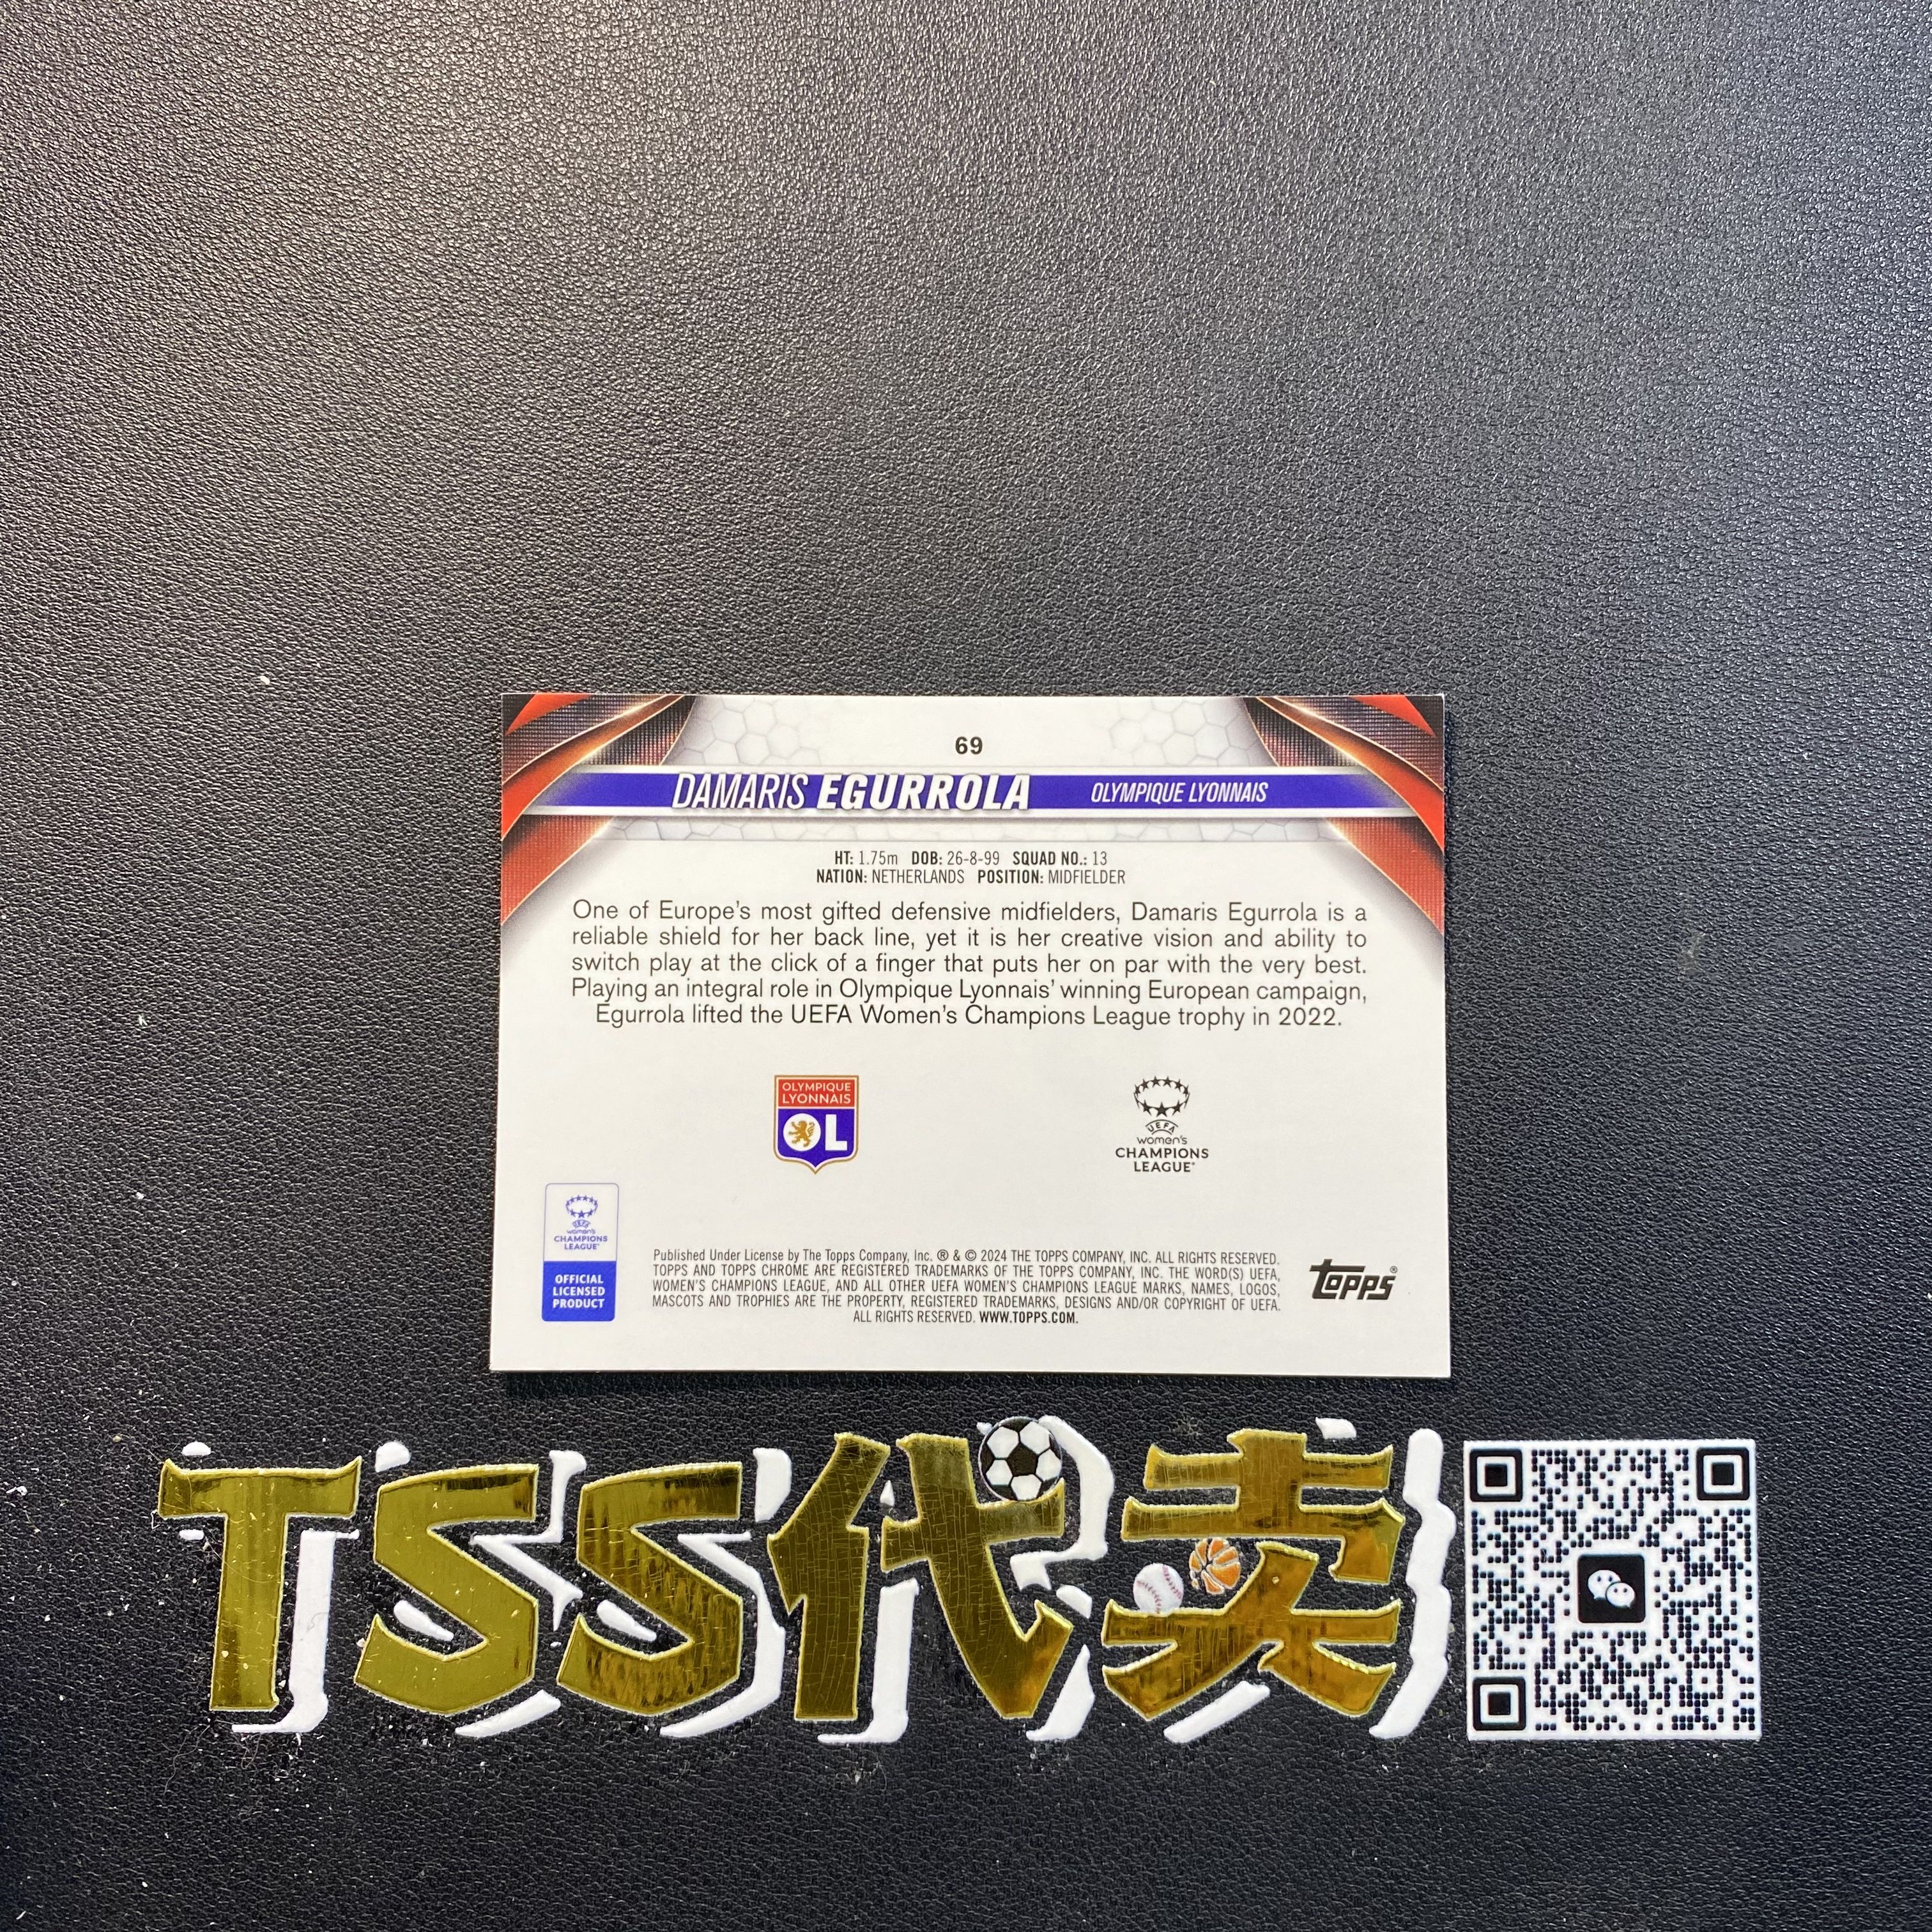 69
DAMARIS EGURROLA OLYMPIQUE LYONNAIS
HT: 1.75m DOB: 26-8-99 SQUAD NO.: 13
NATION: NETHERLANDS POSITION: MIDFIELDER
One of Europe's most gifted defensive midfielders, Damaris Egurrola is a
reliable shield for her back line, yet it is her creative vision and ability to
switch play at the click of a finger that puts her on par with the very best.
Playing an integral role in Olympique Lyonnais' winning European campaign,
Egurrola lifted the UEFA Women's Champions League trophy in 2022.
OLYMPIQUE
LYONNAIS
OL
UEFA
women's
CHAMPIONS
LEAGUE™
UEFA
women's
CHAMPIONS
LEAGUE™
OFFICIAL
LICENSED
PRODUCT
Published Under License by The Topps Company, Inc. ® & © 2024 THE TOPPS COMPANY, INC. ALL RIGHTS RESERVED.
TOPPS AND TOPPS CHROME ARE REGISTERED TRADEMARKS OF THE TOPPS COMPANY, INC. THE WORD(S) UEFA,
WOMEN'S CHAMPIONS LEAGUE, AND ALL OTHER UEFA WOMEN'S CHAMPIONS LEAGUE MARKS, NAMES, LOGOS,
MASCOTS AND TROPHIES ARE THE PROPERTY, REGISTERED TRADEMARKS, DESIGNS AND/OR COPYRIGHT OF UEFA.
ALL RIGHTS RESERVED. WWW.TOPPS.COM.
Topps®
TSS代卖